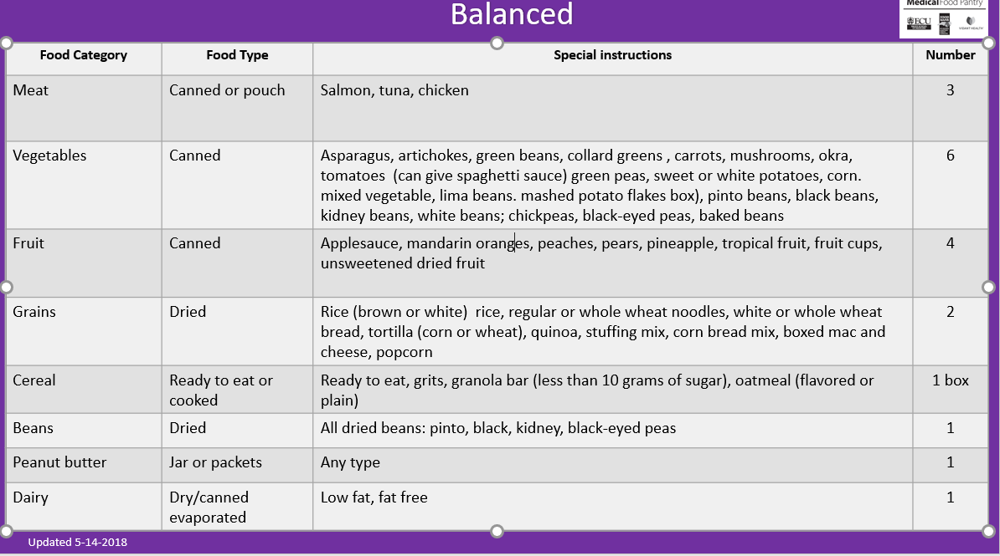 Balanced
Medical Food Pantry
ECU
VIDANT HEALTH
Food Category Food Type Special instructions Number
Meat Canned or pouch Salmon, tuna, chicken 3
Vegetables Canned Asparagus, artichokes, green beans, collard greens , carrots, mushrooms, okra, 6
tomatoes (can give spaghetti sauce) green peas, sweet or white potatoes, corn.
mixed vegetable, lima beans. mashed potato flakes box), pinto beans, black beans,
kidney beans, white beans; chickpeas, black-eyed peas, baked beans
Fruit Canned Applesauce, mandarin oranges, peaches, pears, pineapple, tropical fruit, fruit cups, 4
unsweetened dried fruit
Grains Dried Rice (brown or white) rice, regular or whole wheat noodles, white or whole wheat 2
bread, tortilla (corn or wheat), quinoa, stuffing mix, corn bread mix, boxed mac and
cheese, popcorn
Cereal Ready to eat or Ready to eat, grits, granola bar (less than 10 grams of sugar), oatmeal (flavored or 1 box
cooked plain)
Beans Dried All dried beans: pinto, black, kidney, black-eyed peas 1
Peanut butter Jar or packets Any type 1
Dairy Dry/canned Low fat, fat free 1
evaporated
Updated 5-14-2018